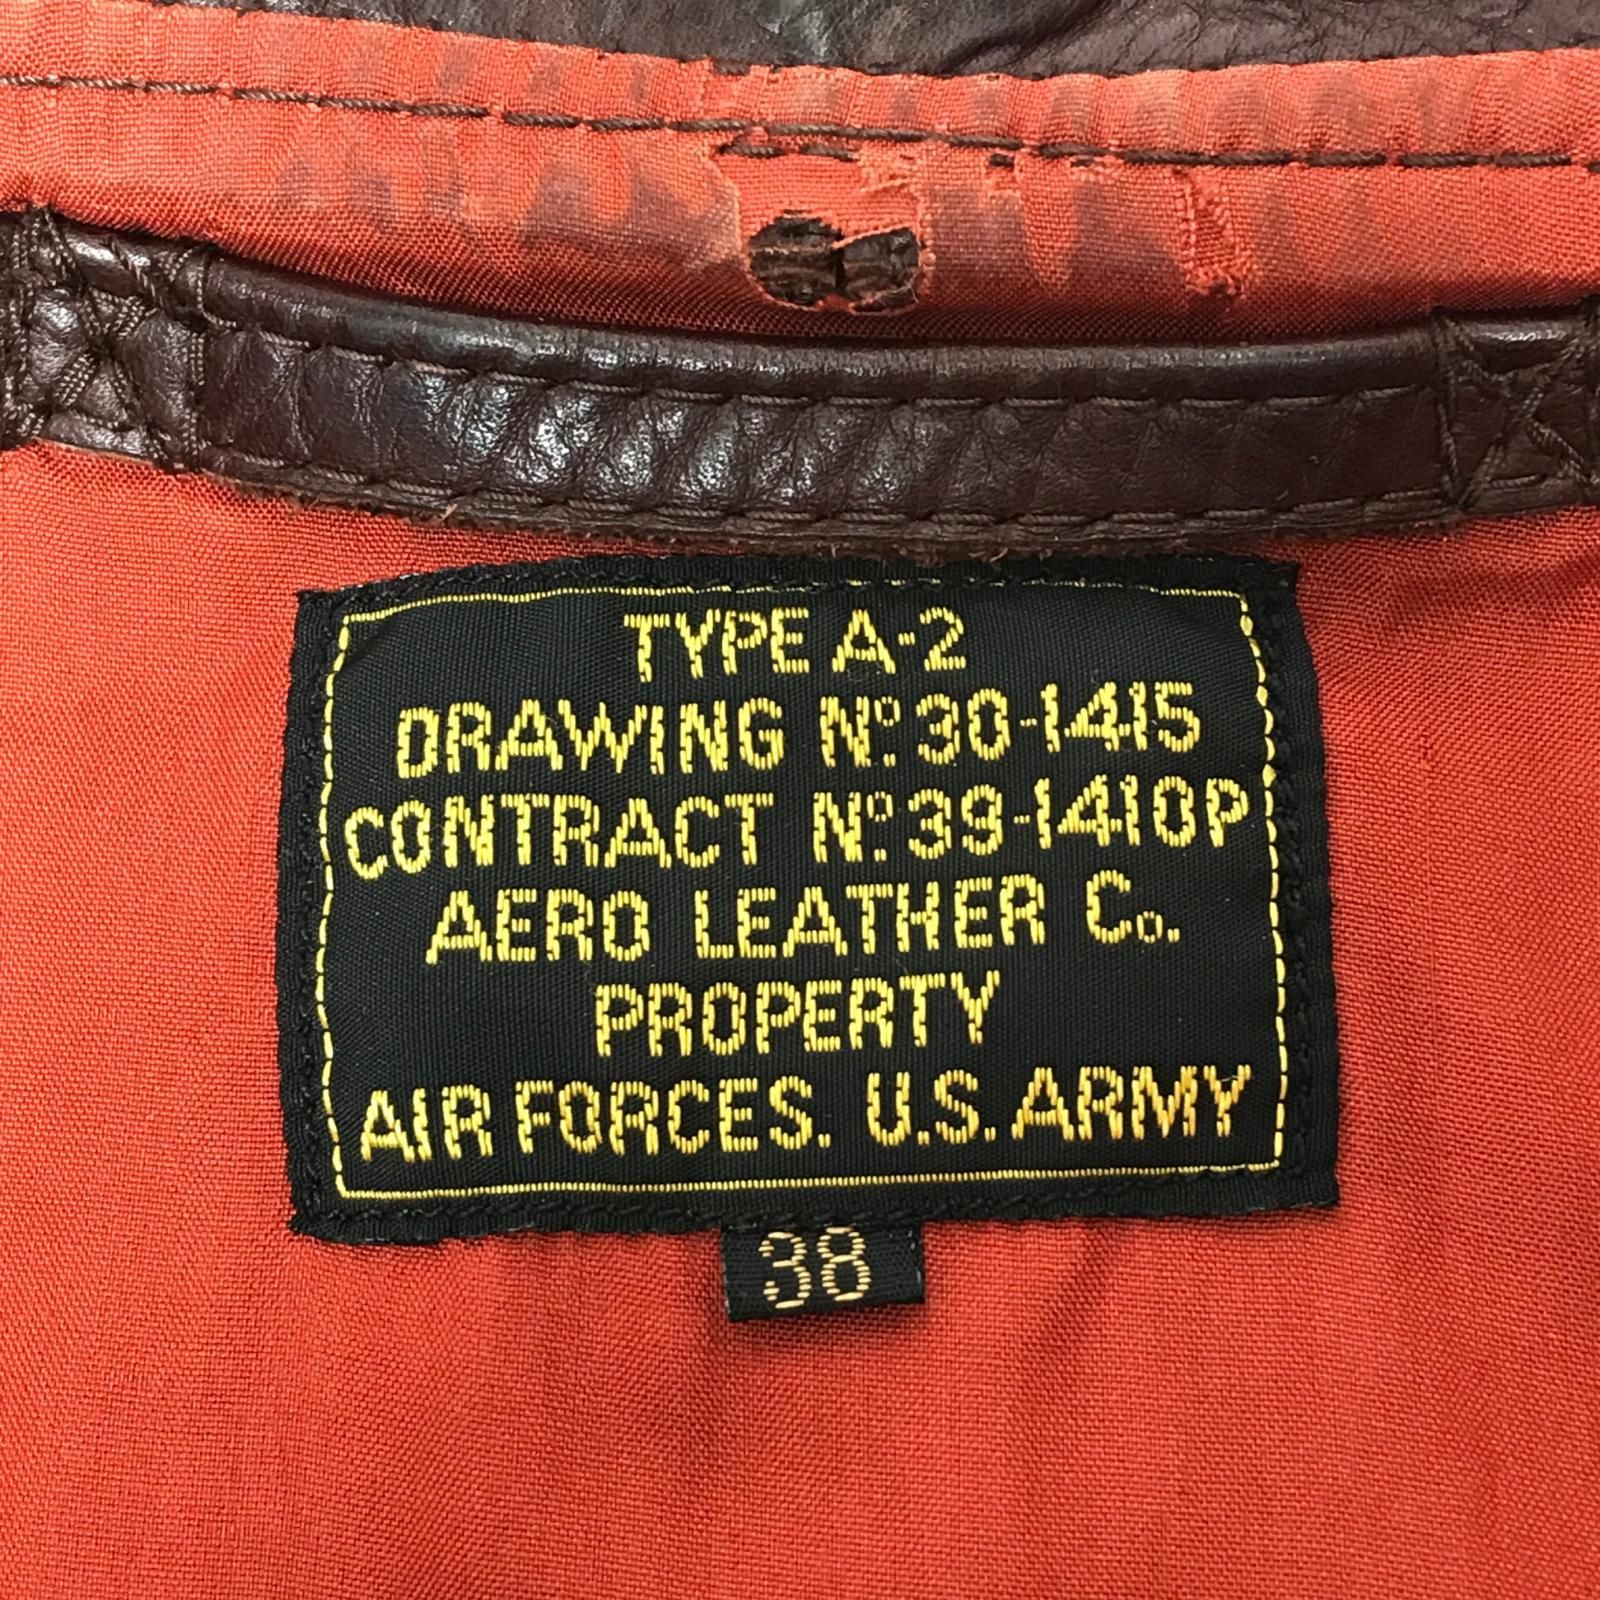 TYPE A-2
DRAWING Nº. 30-1415
CONTRACT Nº. 39-1410P
AERO LEATHER Co.
PROPERTY
AIR FORCES. U.S. ARMY
38